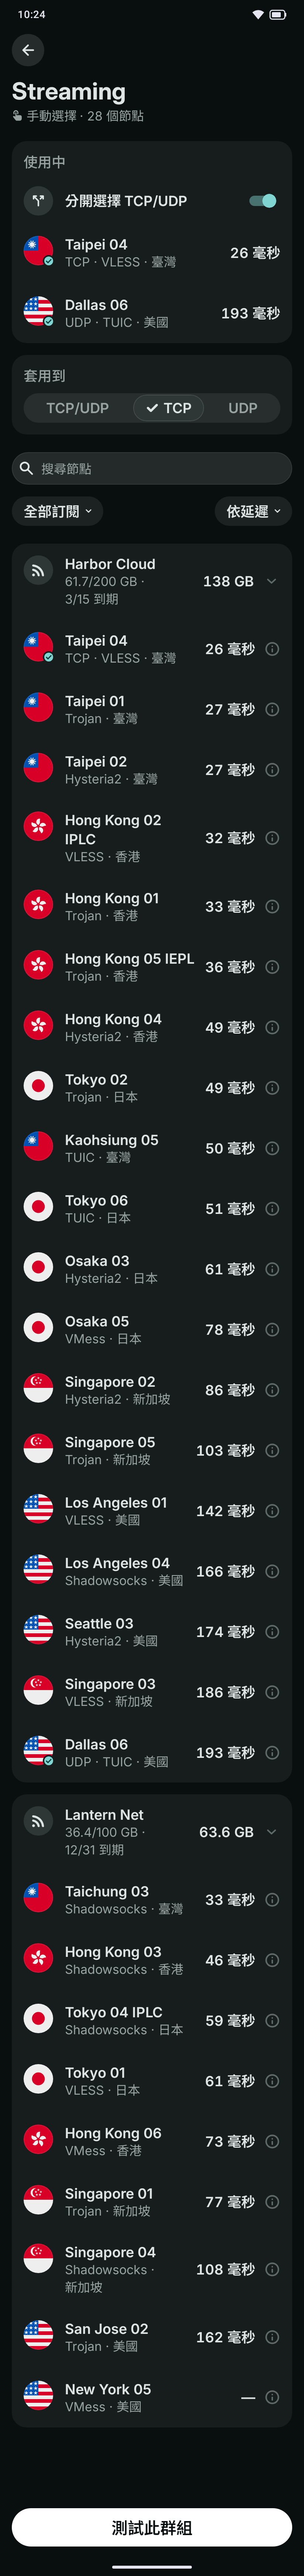 10:24
Streaming
手動選擇 · 28 個節點
使用中
分開選擇 TCP/UDP
Taipei 04
TCP · VLESS · 臺灣
26 毫秒
Dallas 06
UDP · TUIC · 美國
193 毫秒
套用到
TCP/UDP
TCP
UDP
搜尋節點
全部訂閱
依延遲
Harbor Cloud
61.7/200 GB ·
3/15 到期
138 GB
Taipei 04
TCP · VLESS · 臺灣
26 毫秒
Taipei 01
Trojan · 臺灣
27 毫秒
Taipei 02
Hysteria2 · 臺灣
27 毫秒
Hong Kong 02
IPLC
VLESS · 香港
32 毫秒
Hong Kong 01
Trojan · 香港
33 毫秒
Hong Kong 05 IEPL
Trojan · 香港
36 毫秒
Hong Kong 04
Hysteria2 · 香港
49 毫秒
Tokyo 02
Trojan · 日本
49 毫秒
Kaohsiung 05
TUIC · 臺灣
50 毫秒
Tokyo 06
TUIC · 日本
51 毫秒
Osaka 03
Hysteria2 · 日本
61 毫秒
Osaka 05
VMess · 日本
78 毫秒
Singapore 02
Hysteria2 · 新加坡
86 毫秒
Singapore 05
Trojan · 新加坡
103 毫秒
Los Angeles 01
VLESS · 美國
142 毫秒
Los Angeles 04
Shadowsocks · 美國
166 毫秒
Seattle 03
Hysteria2 · 美國
174 毫秒
Singapore 03
VLESS · 新加坡
186 毫秒
Dallas 06
UDP · TUIC · 美國
193 毫秒
Lantern Net
36.4/100 GB ·
12/31 到期
63.6 GB
Taichung 03
Shadowsocks · 臺灣
33 毫秒
Hong Kong 03
Shadowsocks · 香港
46 毫秒
Tokyo 04 IPLC
Shadowsocks · 日本
59 毫秒
Tokyo 01
VLESS · 日本
61 毫秒
Hong Kong 06
VMess · 香港
73 毫秒
Singapore 01
Trojan · 新加坡
77 毫秒
Singapore 04
Shadowsocks ·
新加坡
108 毫秒
San Jose 02
Trojan · 美國
162 毫秒
New York 05
VMess · 美國
—
測試此群組